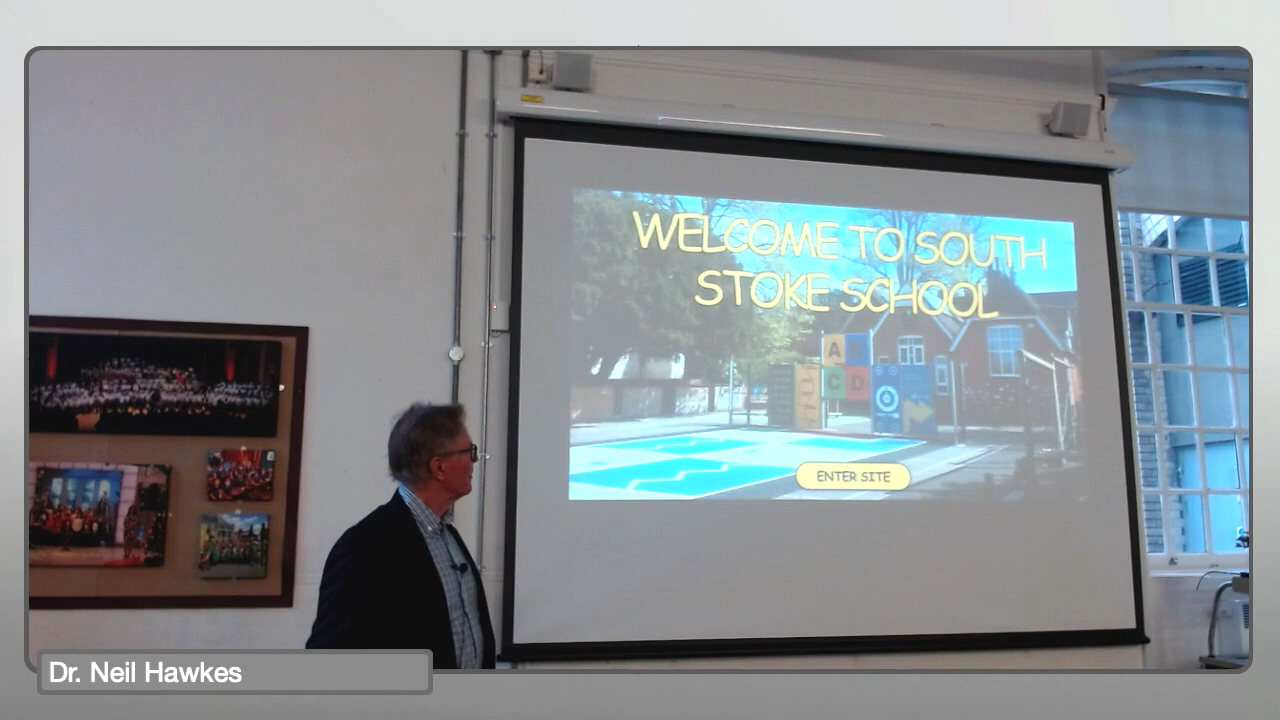 WELCOME TO SOUTH
STOKE SCHOOL
A B
C D
ENTER SITE
Dr. Neil Hawkes